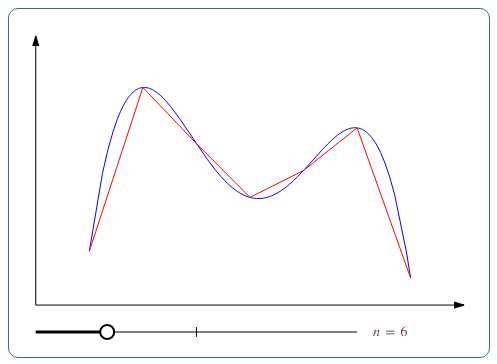 n = 6